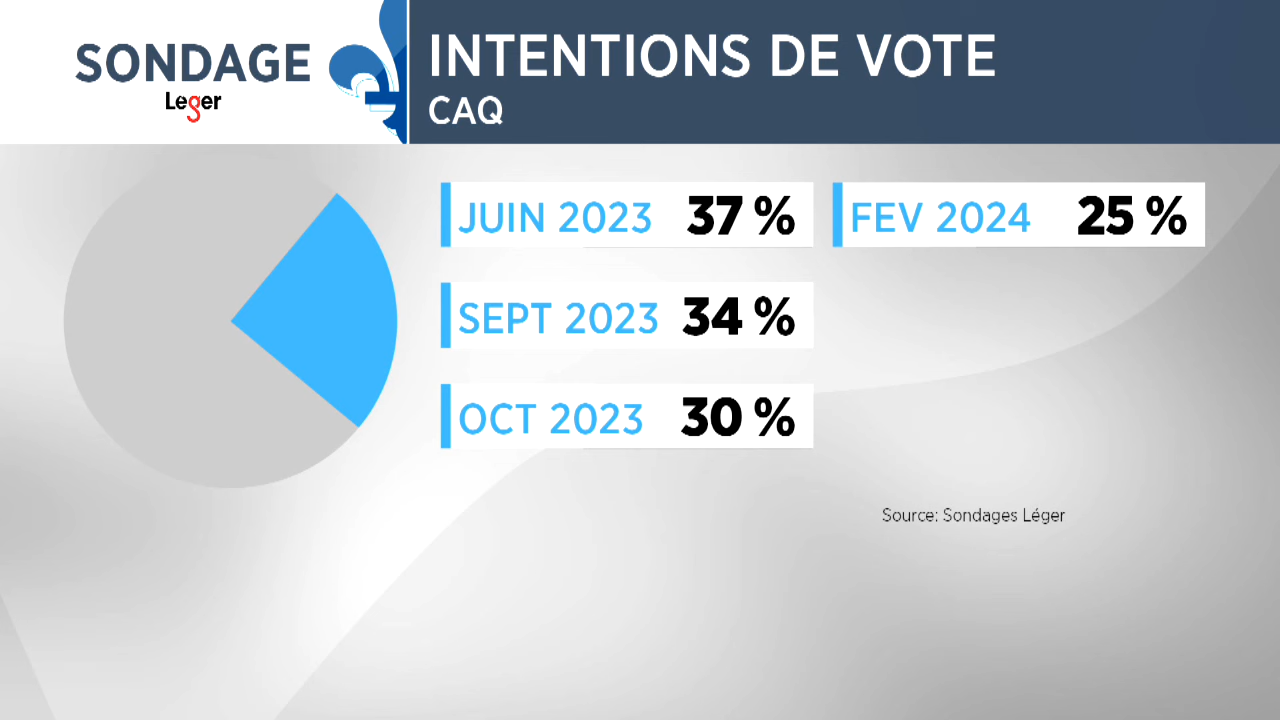 SONDAGE
Leger
INTENTIONS DE VOTE
CAQ
JUIN 2023 37 %
SEPT 2023 34 %
OCT 2023 30 %
FEV 2024 25 %
Source: Sondages Léger